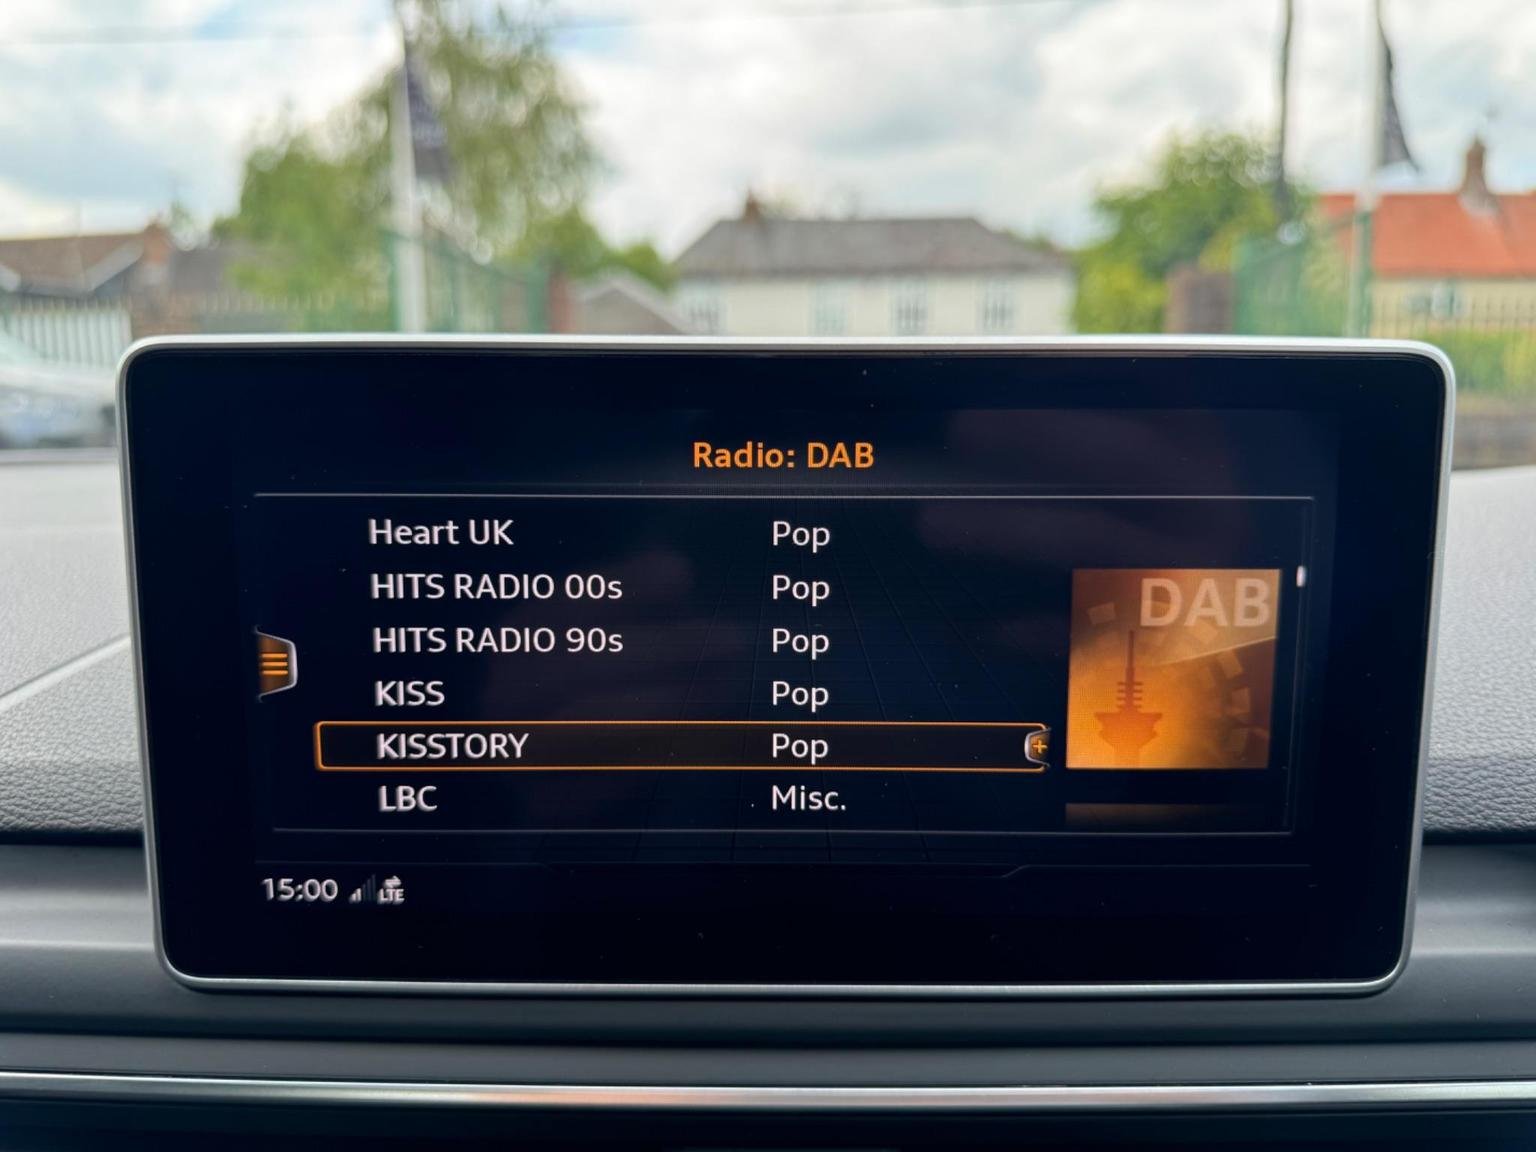 Radio: DAB
Heart UK Pop
HITS RADIO 00s Pop
HITS RADIO 90s Pop
KISS Pop
KISSTORY Pop +
LBC Misc.
DAB
15:00 LTE